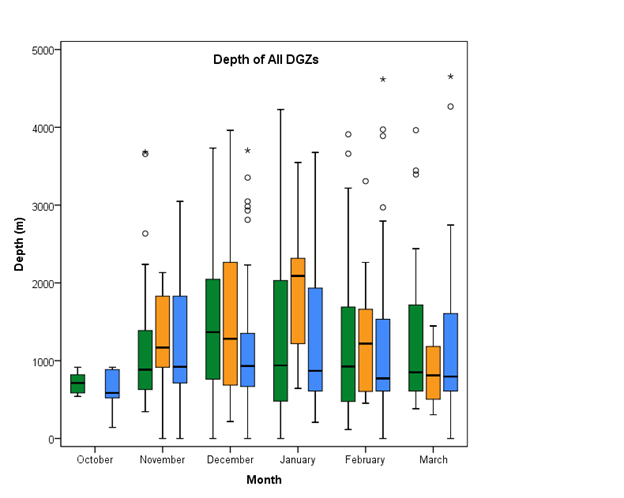 Depth of All DGZs
5000
4000
3000
2000
1000
0
Depth (m)
October November December January February March
Month